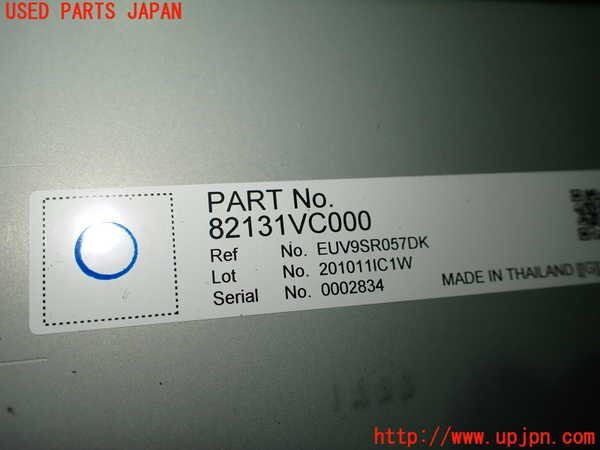 USED PARTS JAPAN
PART No.
82131VC000
Ref No. EUV9SR057DK
Lot No. 201011IC1W
Serial No. 0002834
MADE IN THAILAND
http://www.upjpn.com